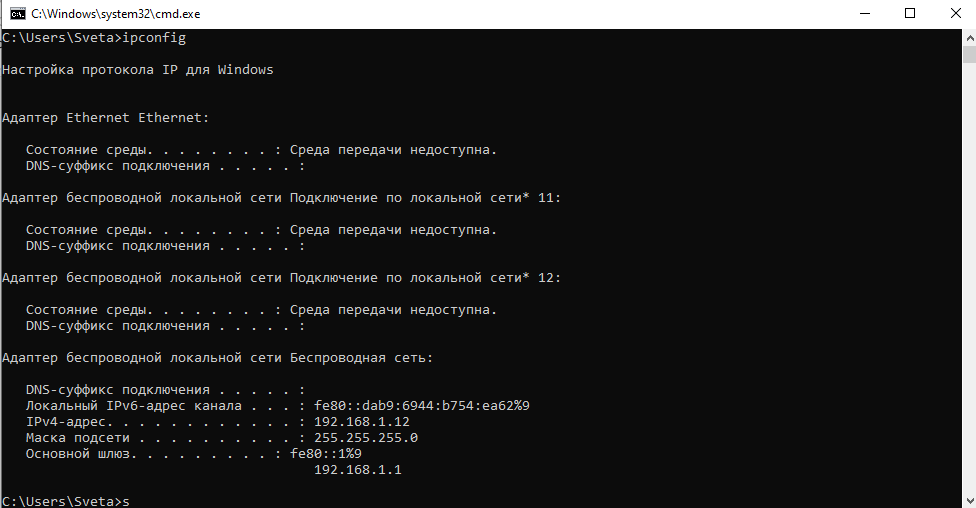 C:\Windows\system32\cmd.exe
C:\Users\Sveta>ipconfig
Настройка протокола IP для Windows
Адаптер Ethernet Ethernet:
Состояние среды. . . . . . . . : Среда передачи недоступна.
DNS-суффикс подключения . . . . . :
Адаптер беспроводной локальной сети Подключение по локальной сети* 11:
Состояние среды. . . . . . . . : Среда передачи недоступна.
DNS-суффикс подключения . . . . . :
Адаптер беспроводной локальной сети Подключение по локальной сети* 12:
Состояние среды. . . . . . . . : Среда передачи недоступна.
DNS-суффикс подключения . . . . . :
Адаптер беспроводной локальной сети Беспроводная сеть:
DNS-суффикс подключения . . . . . :
Локальный IPv6-адрес канала . . . : fe80::dab9:6944:b754:ea62%9
IPv4-адрес. . . . . . . . . . . . : 192.168.1.12
Маска подсети . . . . . . . . . . : 255.255.255.0
Основной шлюз. . . . . . . . . : fe80::1%9
192.168.1.1
C:\Users\Sveta>s